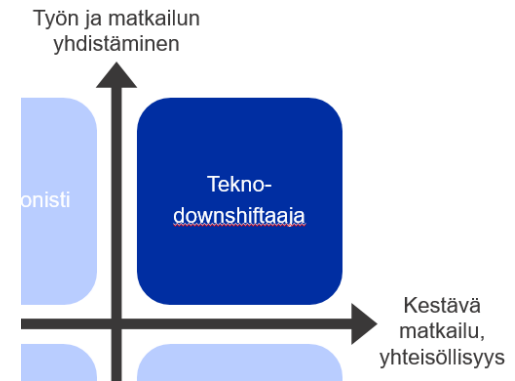 Työn ja matkailun
yhdistäminen
onisti
Tekno-
downshiftaaja
Kestävä
matkailu,
yhteisöllisyys